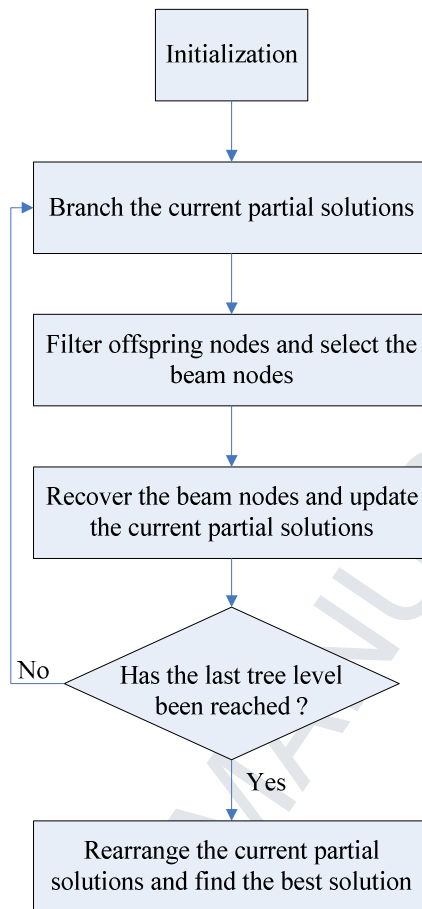 Initialization
Branch the current partial solutions
Filter offspring nodes and select the
beam nodes
Recover the beam nodes and update
the current partial solutions
Has the last tree level
been reached ?
No
Yes
Rearrange the current partial
solutions and find the best solution